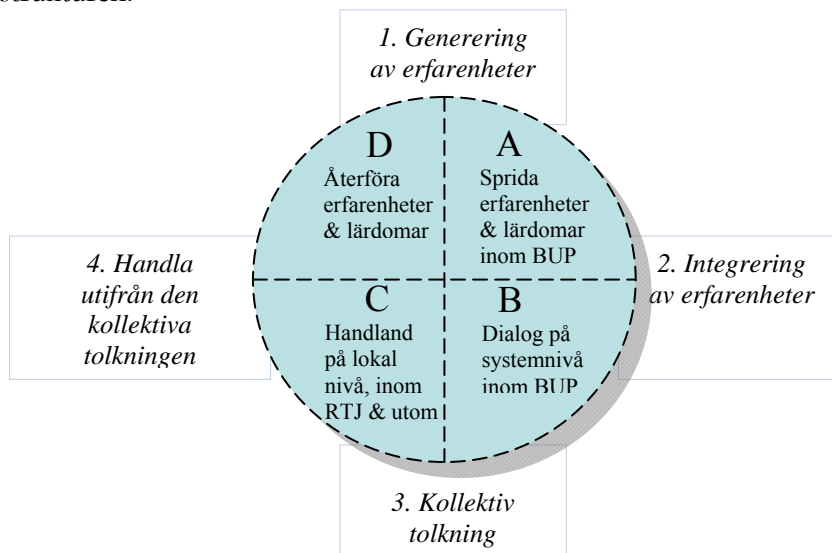 1. Generering
av erfarenheter
D
Återföra
erfarenheter
& lärdomar
A
Sprida
erfarenheter
& lärdomar
inom BUP
4. Handla
utifrån den
kollektiva
tolkningen
2. Integrering
av erfarenheter
C
Handland
på lokal
nivå, inom
RTJ & utom
B
Dialog på
systemnivå
inom BUP
3. Kollektiv
tolkning